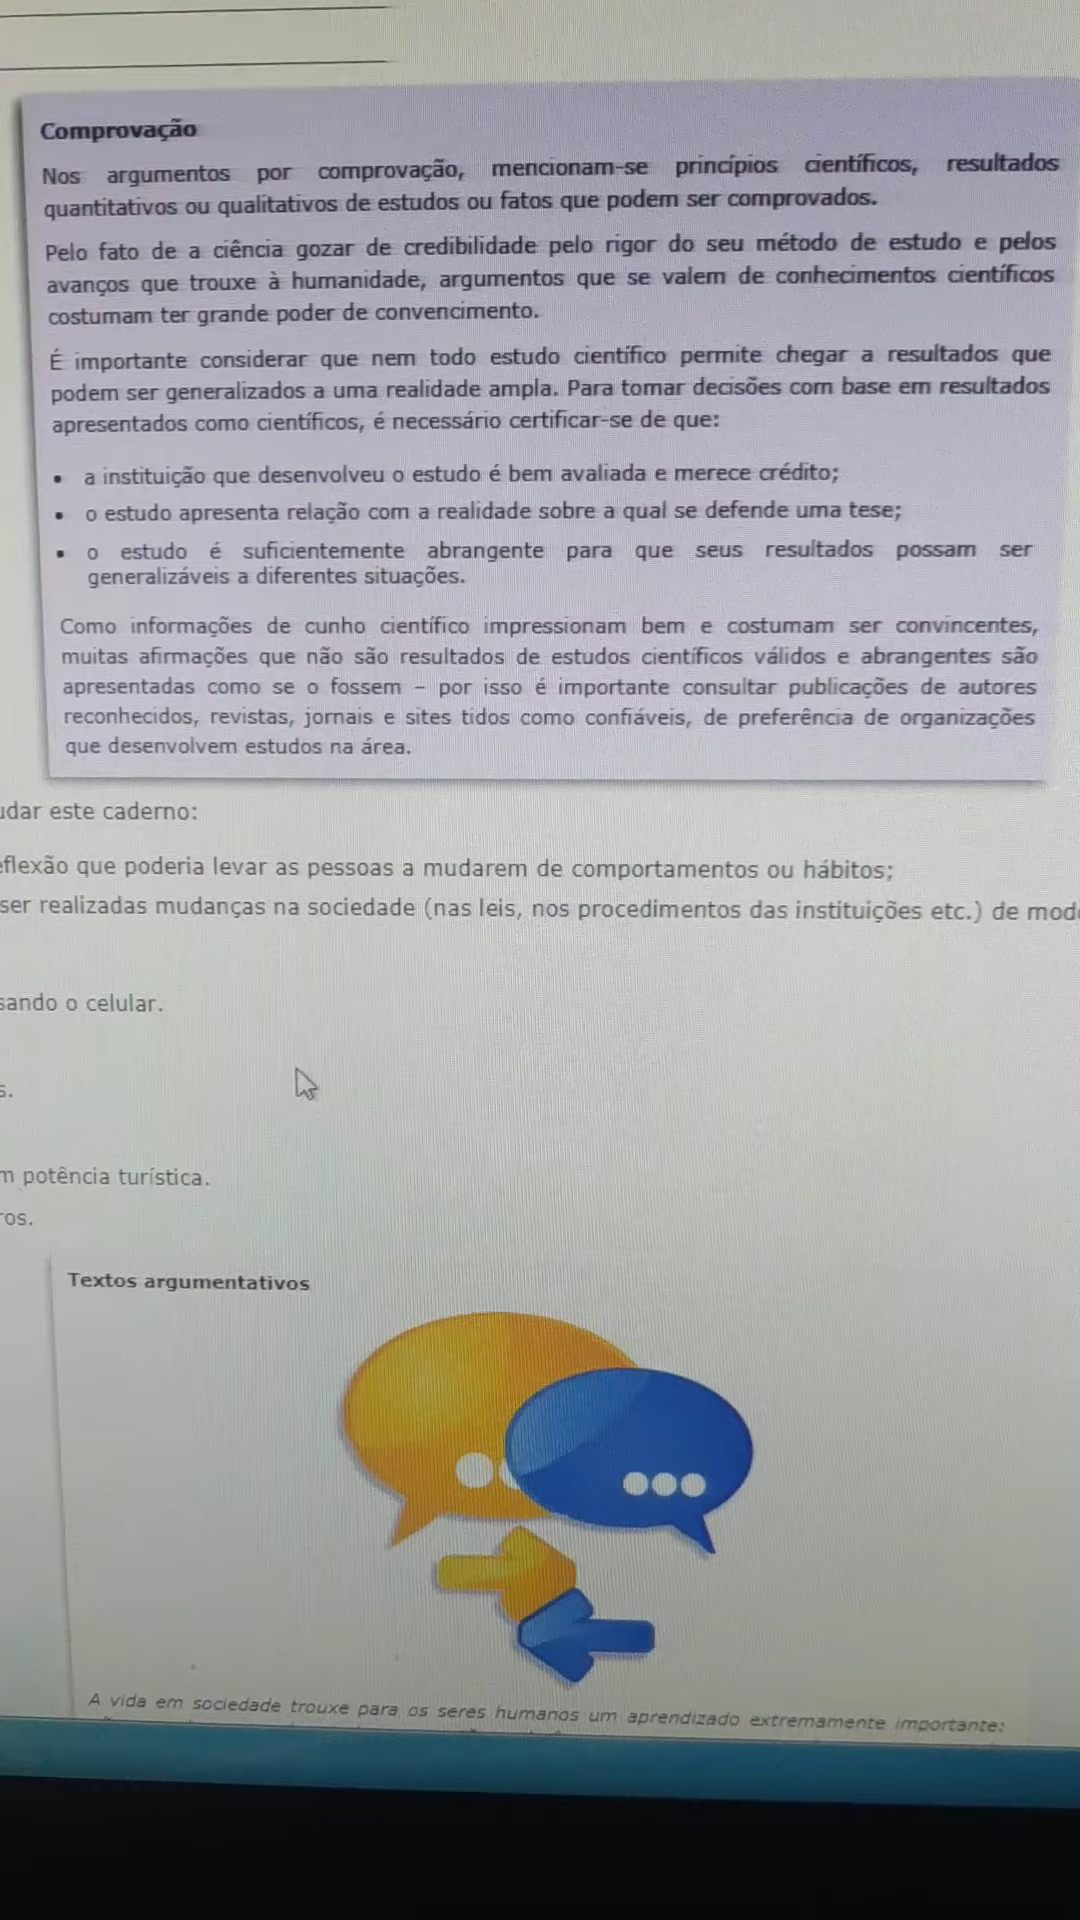 Comprovação
Nos argumentos por comprovação, mencionam-se princípios científicos, resultados
quantitativos ou qualitativos de estudos ou fatos que podem ser comprovados.
Pelo fato de a ciência gozar de credibilidade pelo rigor do seu método de estudo e pelos
avanços que trouxe à humanidade, argumentos que se valem de conhecimentos científicos
costumam ter grande poder de convencimento.
É importante considerar que nem todo estudo científico permite chegar a resultados que
podem ser generalizados a uma realidade ampla. Para tomar decisões com base em resultados
apresentados como científicos, é necessário certificar-se de que:
▪ a instituição que desenvolveu o estudo é bem avaliada e merece crédito;
▪ o estudo apresenta relação com a realidade sobre a qual se defende uma tese;
▪ o estudo é suficientemente abrangente para que seus resultados possam ser
generalizáveis a diferentes situações.
Como informações de cunho científico impressionam bem e costumam ser convincentes,
muitas afirmações que não são resultados de estudos científicos válidos e abrangentes são
apresentadas como se o fossem – por isso é importante consultar publicações de autores
reconhecidos, revistas, jornais e sites tidos como confiáveis, de preferência de organizações
que desenvolvem estudos na área.
udar este caderno:
eflexão que poderia levar as pessoas a mudarem de comportamentos ou hábitos;
ser realizadas mudanças na sociedade (nas leis, nos procedimentos das instituições etc.) de mod
sando o celular.
s.
m potência turística.
ros.
Textos argumentativos
A vida em sociedade trouxe para os seres humanos um aprendizado extremamente importante: